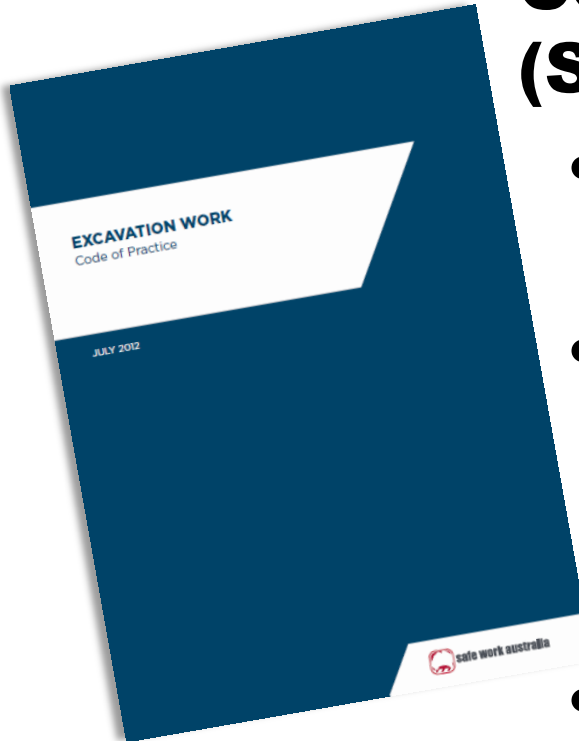 (S
EXCAVATION WORK
Code of Practice
JULY 2012
safe work australia